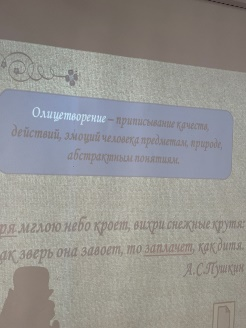 Олицетворение – приписывание качеств,
действий, эмоций человека предметам, природе,
абстрактным понятиям.
ря мглою небо кроет, вихри снежные крутя:
ак зверь она завоет, то заплачет, как дитя.
А.С.Пушкин